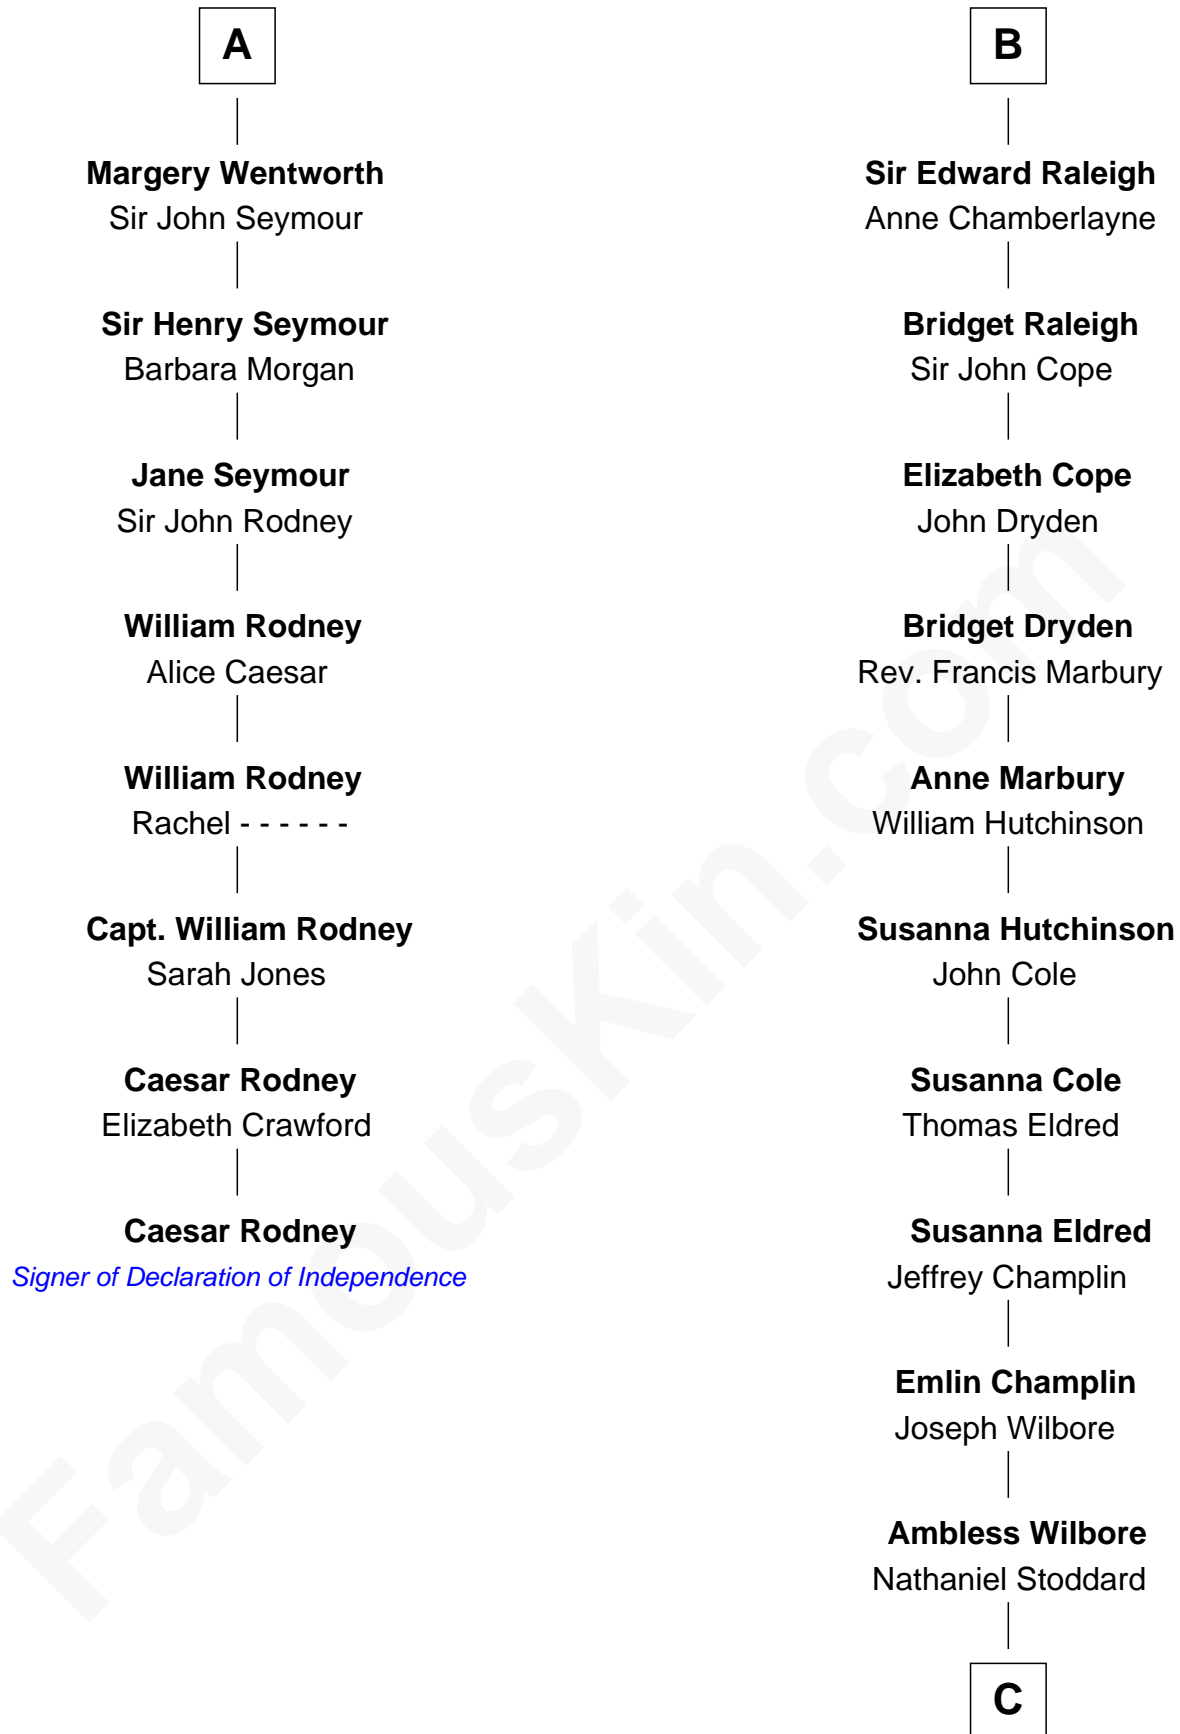 A
Margery Wentworth
Sir John Seymour
Sir Henry Seymour
Barbara Morgan
Jane Seymour
Sir John Rodney
William Rodney
Alice Caesar
William Rodney
Rachel - - - - - -
Capt. William Rodney
Sarah Jones
Caesar Rodney
Elizabeth Crawford
Caesar Rodney
Signer of Declaration of Independence
B
Sir Edward Raleigh
Anne Chamberlayne
Bridget Raleigh
Sir John Cope
Elizabeth Cope
John Dryden
Bridget Dryden
Rev. Francis Marbury
Anne Marbury
William Hutchinson
Susanna Hutchinson
John Cole
Susanna Cole
Thomas Eldred
Susanna Eldred
Jeffrey Champlin
Emlin Champlin
Joseph Wilbore
Ambless Wilbore
Nathaniel Stoddard
C
FamousKin.com